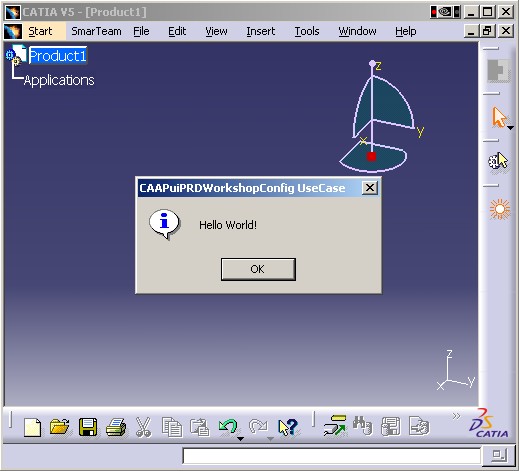 CATIA V5 - [Product1]
Start SmarTeam File Edit View Insert Tools Window Help
Product1
Applications
z
x y
CAAPuiPRDWorkshopConfig UseCase
Hello World!
OK
z
x y
CATIA